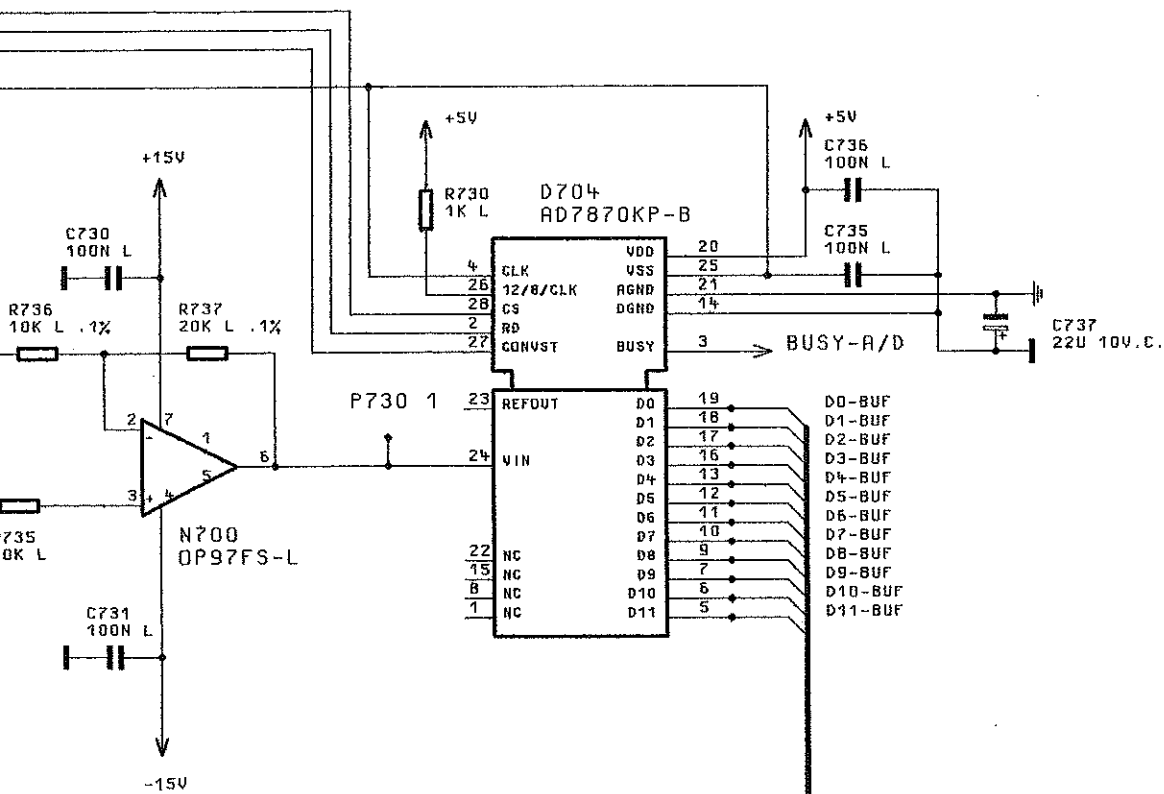 +5V
+5V
C736
100N L
+15V
R730
1K L
D704
AD7870KP-B
C730
100N L
C735
100N L
4 CLK
26 12/8/CLK
28 CS
2 RD
27 CONVST
VDD 20
VSS 25
AGND 21
DGND 14
BUSY 3
BUSY-A/D
C737
22U 10V.C.
+
R736
10K L .1%
R737
20K L .1%
P730 1
23 REFOUT
24 VIN
22 NC
15 NC
8 NC
1 NC
D0 19 D0-BUF
D1 18 D1-BUF
D2 17 D2-BUF
D3 16 D3-BUF
D4 13 D4-BUF
D5 12 D5-BUF
D6 11 D6-BUF
D7 10 D7-BUF
D8 9 D8-BUF
D9 7 D9-BUF
D10 6 D10-BUF
D11 5 D11-BUF
2 - 7
1
6
5
3 + 4
N700
OP97FS-L
735
0K L
C731
100N L
-15V